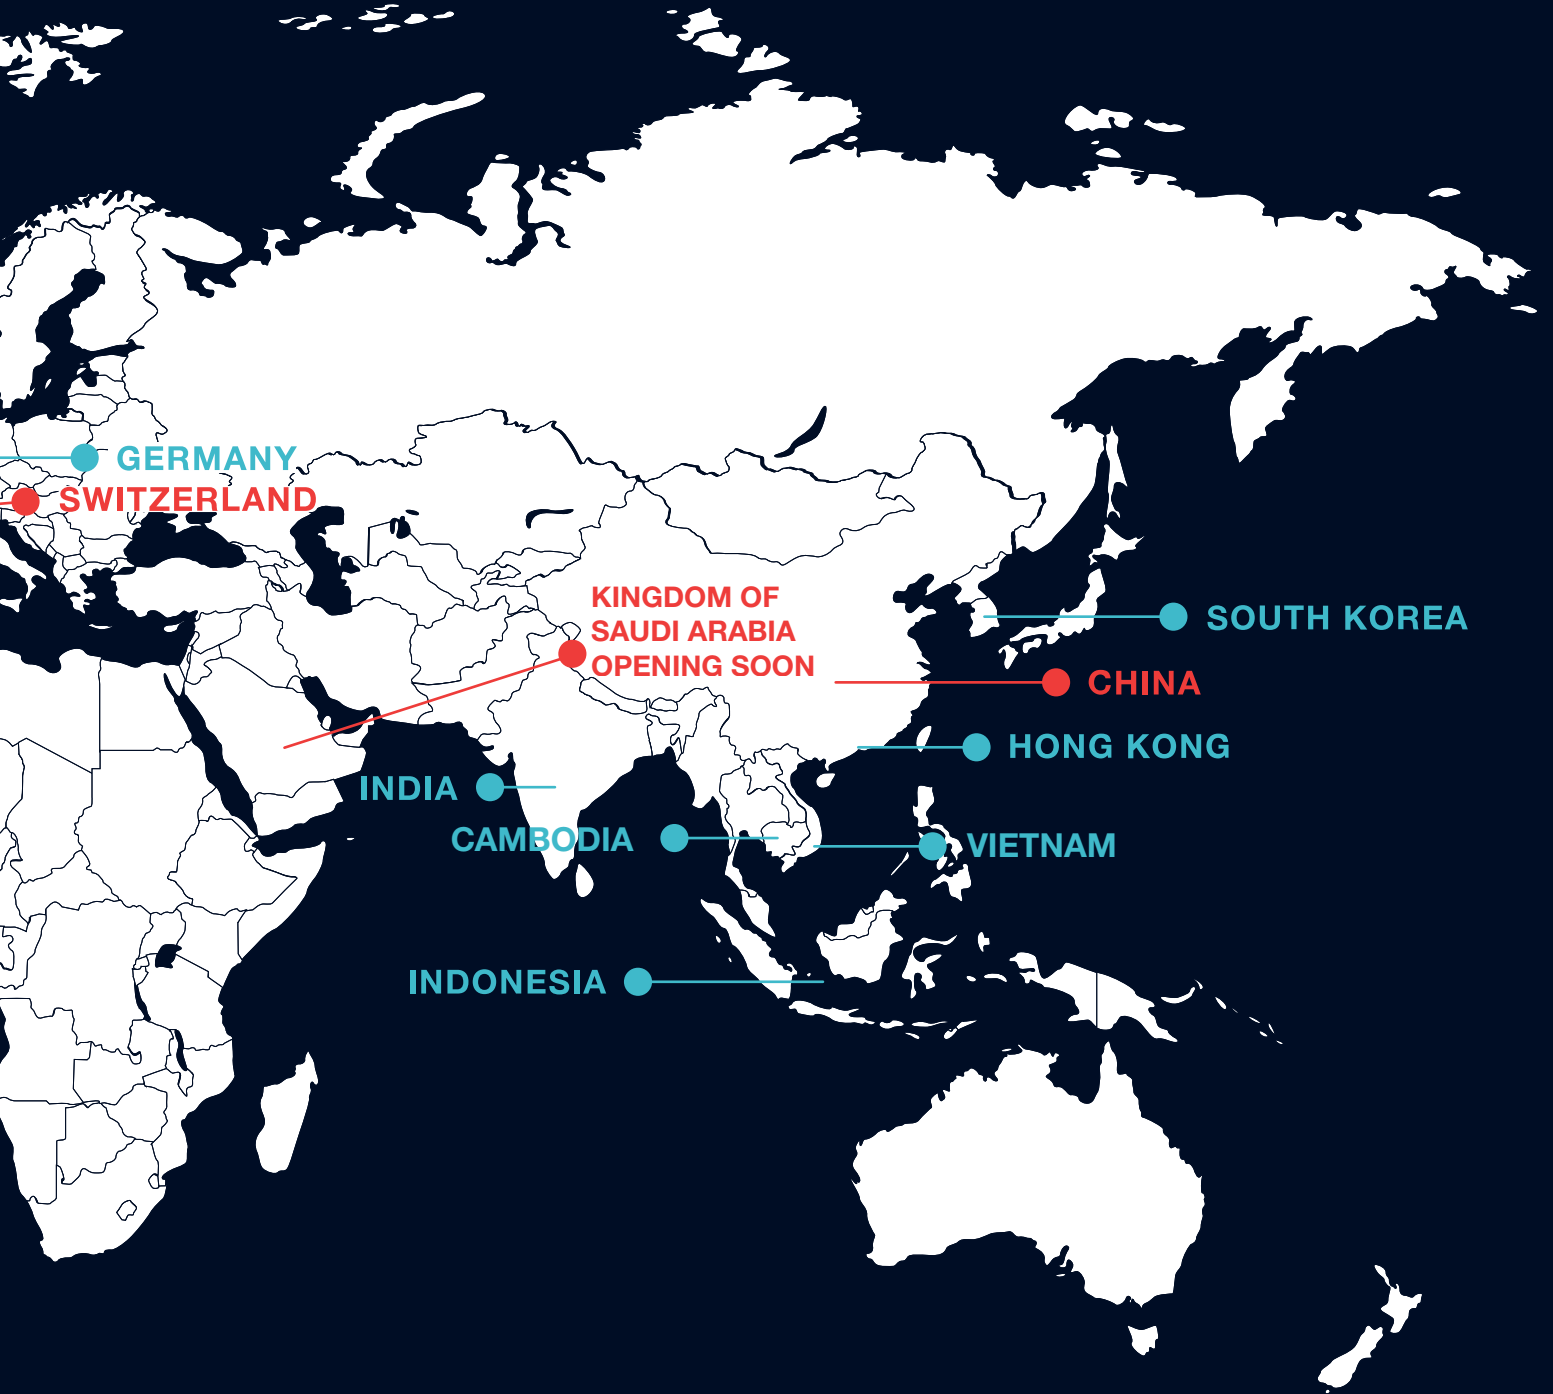 GERMANY
SWITZERLAND
KINGDOM OF
SAUDI ARABIA
OPENING SOON
SOUTH KOREA
CHINA
HONG KONG
INDIA
CAMBODIA
VIETNAM
INDONESIA